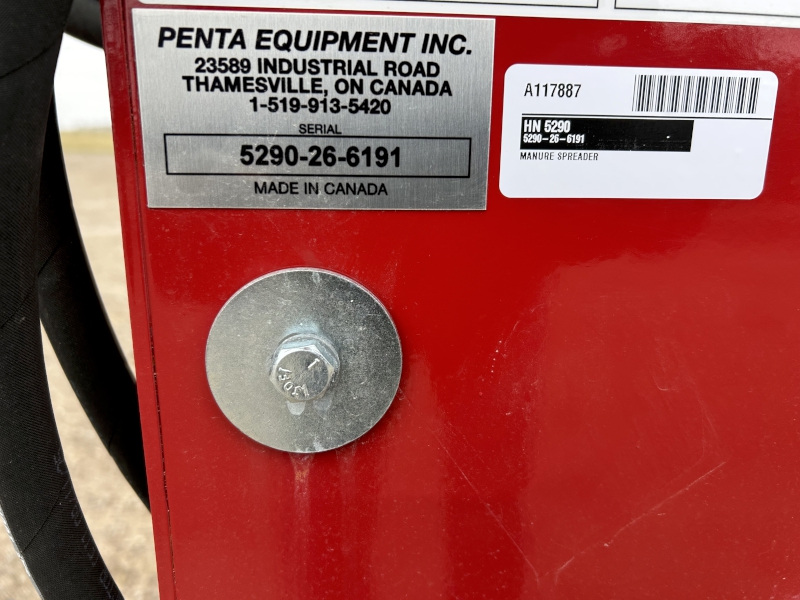 PENTA EQUIPMENT INC.
23589 INDUSTRIAL ROAD
THAMESVILLE, ON CANADA
1-519-913-5420
SERIAL
5290-26-6191
MADE IN CANADA
A117887
HN 5290
5290-26-6191
MANURE SPREADER